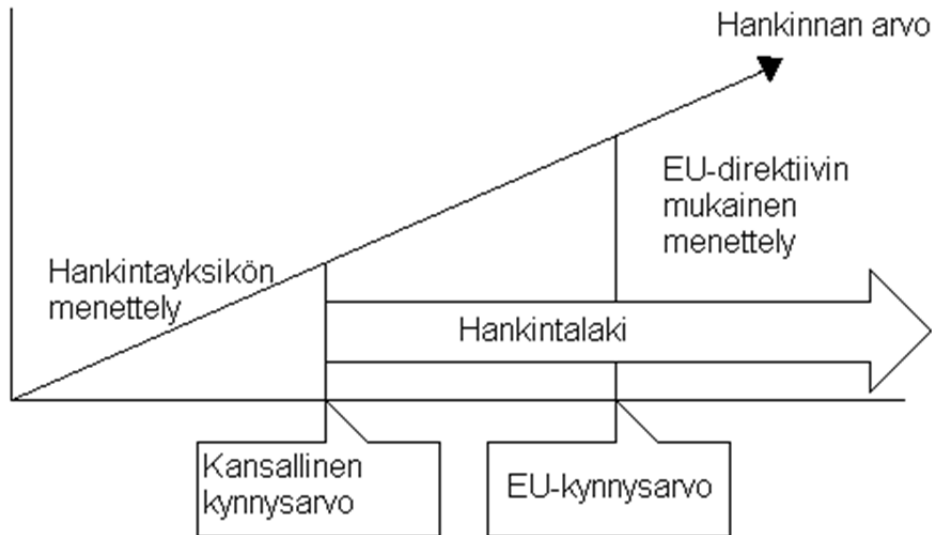 Hankinnan arvo
EU-direktiivin
mukainen
menettely
Hankintayksikön
menettely
Hankintalaki
Kansallinen
kynnysarvo
EU-kynnysarvo